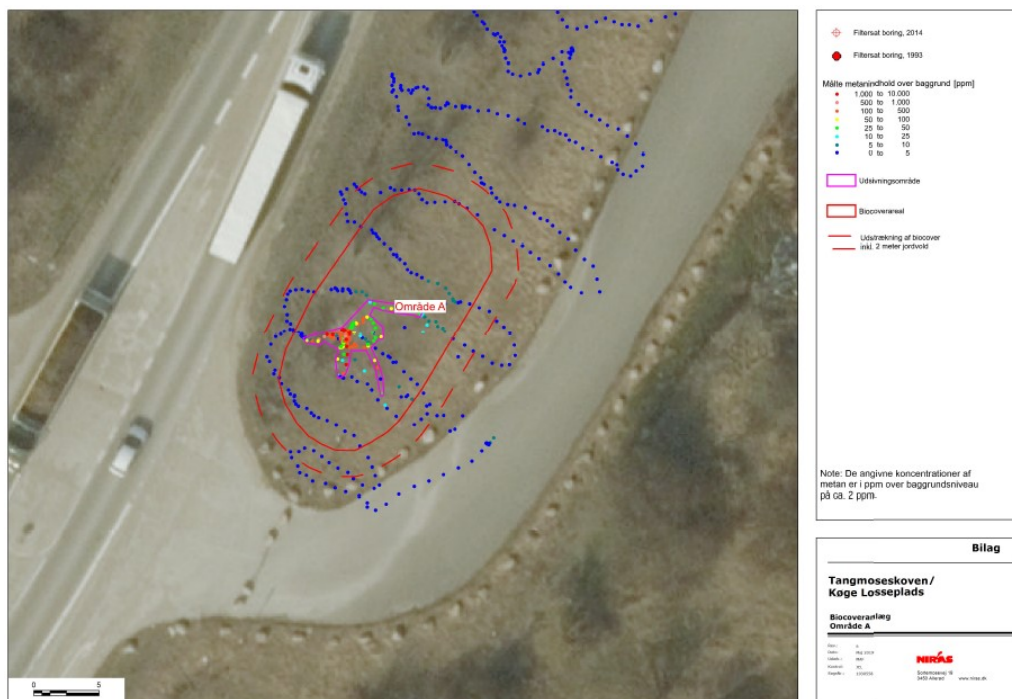 Område A
0 5
Filtersat boring, 2014
Filtersat boring, 1993
Målte metanindhold over baggrund [ppm]
1.000 to 10.000
500 to 1.000
100 to 500
50 to 100
25 to 50
10 to 25
5 to 10
0 to 5
Udsivningsområde
Biocoverareal
Udstrækning af biocover
inkl. 2 meter jordvold
Note: De angivne koncentrationer af
metan er i ppm over baggrundsniveau
på ca. 2 ppm.
Bilag
Tangmoseskoven/
Køge Losseplads
Biocoveranlæg
Område A
NIRAS
www.niras.dk